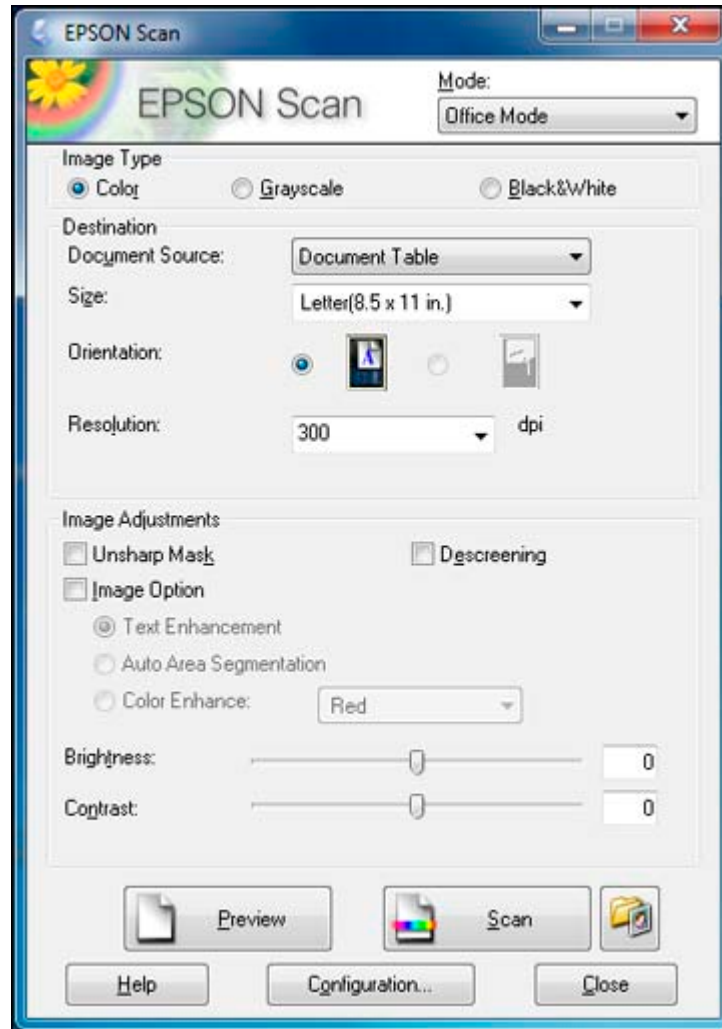 EPSON Scan
EPSON Scan
Mode:
Office Mode
Image Type
Color Grayscale Black&White
Destination
Document Source: Document Table
Size: Letter(8.5 x 11 in.)
Orientation: A
Resolution: 300 dpi
Image Adjustments
Unsharp Mask Descreening
Image Option
Text Enhancement
Auto Area Segmentation
Color Enhance: Red
Brightness: 0
Contrast: 0
Preview Scan
Help Configuration... Close